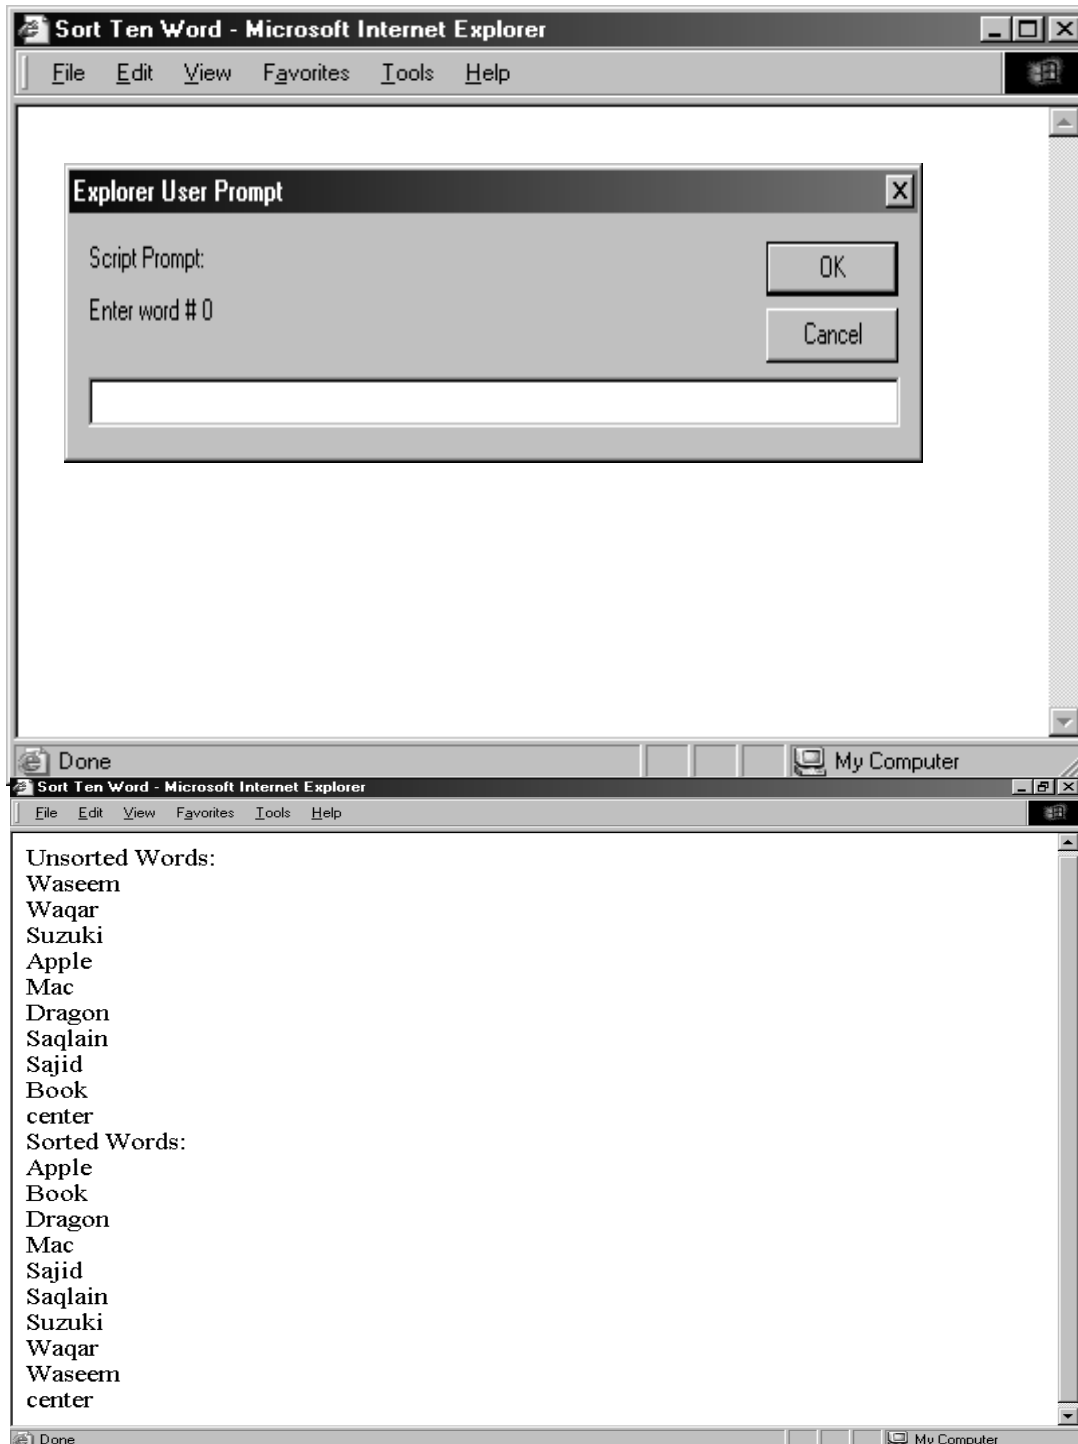 Sort Ten Word - Microsoft Internet Explorer
File Edit View Favorites Tools Help
Explorer User Prompt
Script Prompt:
OK
Enter word # 0
Cancel
Done
My Computer
Sort Ten Word - Microsoft Internet Explorer
File Edit View Favorites Tools Help
Unsorted Words:
Waseem
Waqar
Suzuki
Apple
Mac
Dragon
Saqlain
Sajid
Book
center
Sorted Words:
Apple
Book
Dragon
Mac
Sajid
Saqlain
Suzuki
Waqar
Waseem
center
Done
My Computer